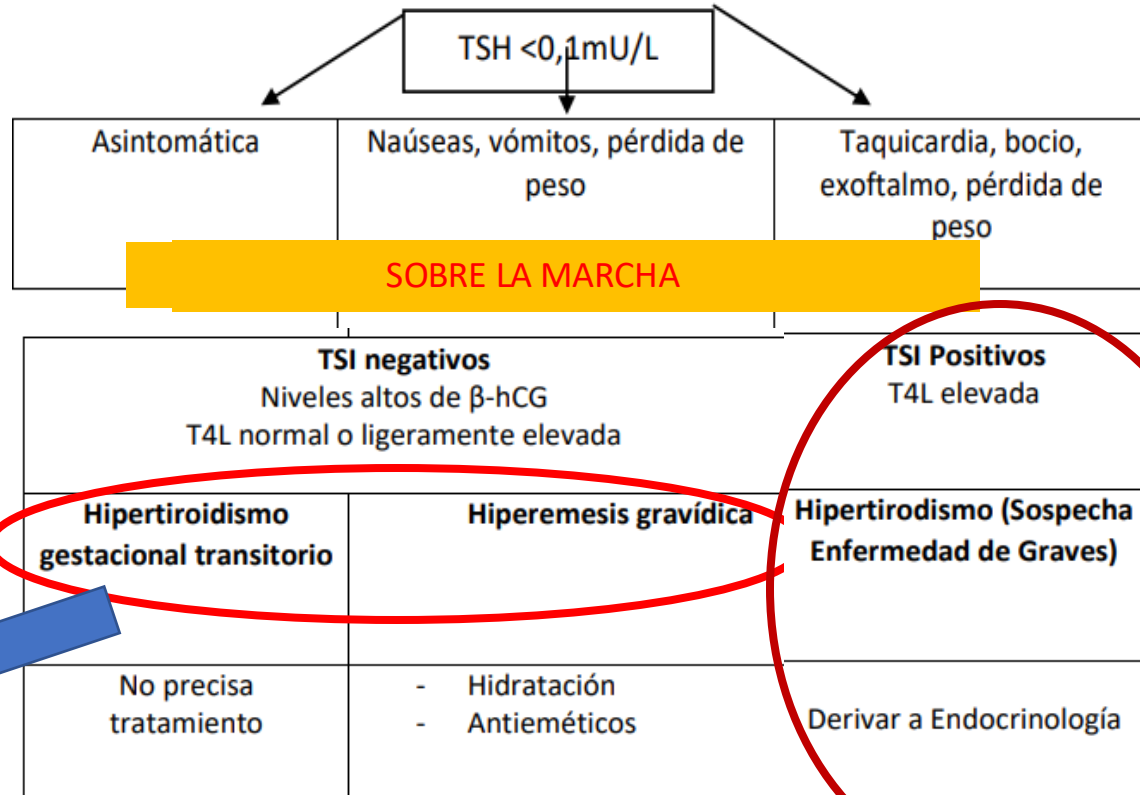 TSH <0,1mU/L
Asintomática
Naúseas, vómitos, pérdida de
peso
Taquicardia, bocio,
exoftalmo, pérdida de
peso
SOBRE LA MARCHA
TSI negativos
Niveles altos de β-hCG
T4L normal o ligeramente elevada
TSI Positivos
T4L elevada
Hipertiroidismo
gestacional transitorio
Hiperemesis gravídica
Hipertirodismo (Sospecha
Enfermedad de Graves)
No precisa
tratamiento
- Hidratación
- Antieméticos
Derivar a Endocrinología